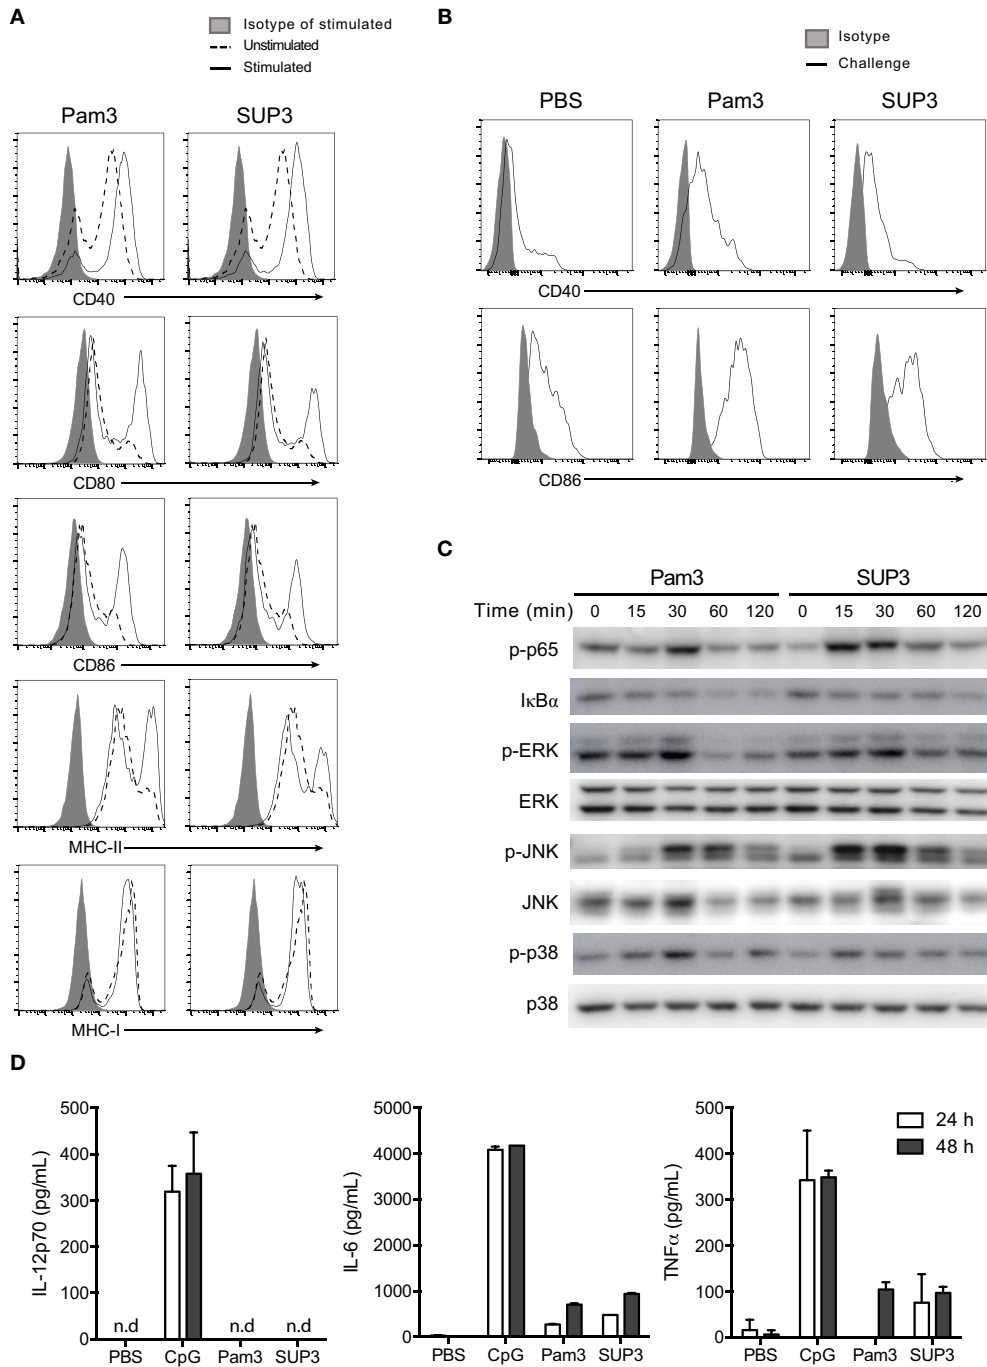 A
Isotype of stimulated
Unstimulated
Stimulated
Pam3 SUP3
CD40
CD80
CD86
MHC-II
MHC-I
B
Isotype
Challenge
PBS Pam3 SUP3
CD40
CD86
C
Pam3 SUP3
Time (min) 0 15 30 60 120 0 15 30 60 120
p-p65
IκBα
p-ERK
ERK
p-JNK
JNK
p-p38
p38
D
IL-12p70 (pg/mL)
500
400
300
200
100
0
n.d n.d n.d
PBS CpG Pam3 SUP3
IL-6 (pg/mL)
5000
4000
3000
2000
1000
0
PBS CpG Pam3 SUP3
TNFα (pg/mL)
500
400
300
200
100
0
PBS CpG Pam3 SUP3
24 h
48 h